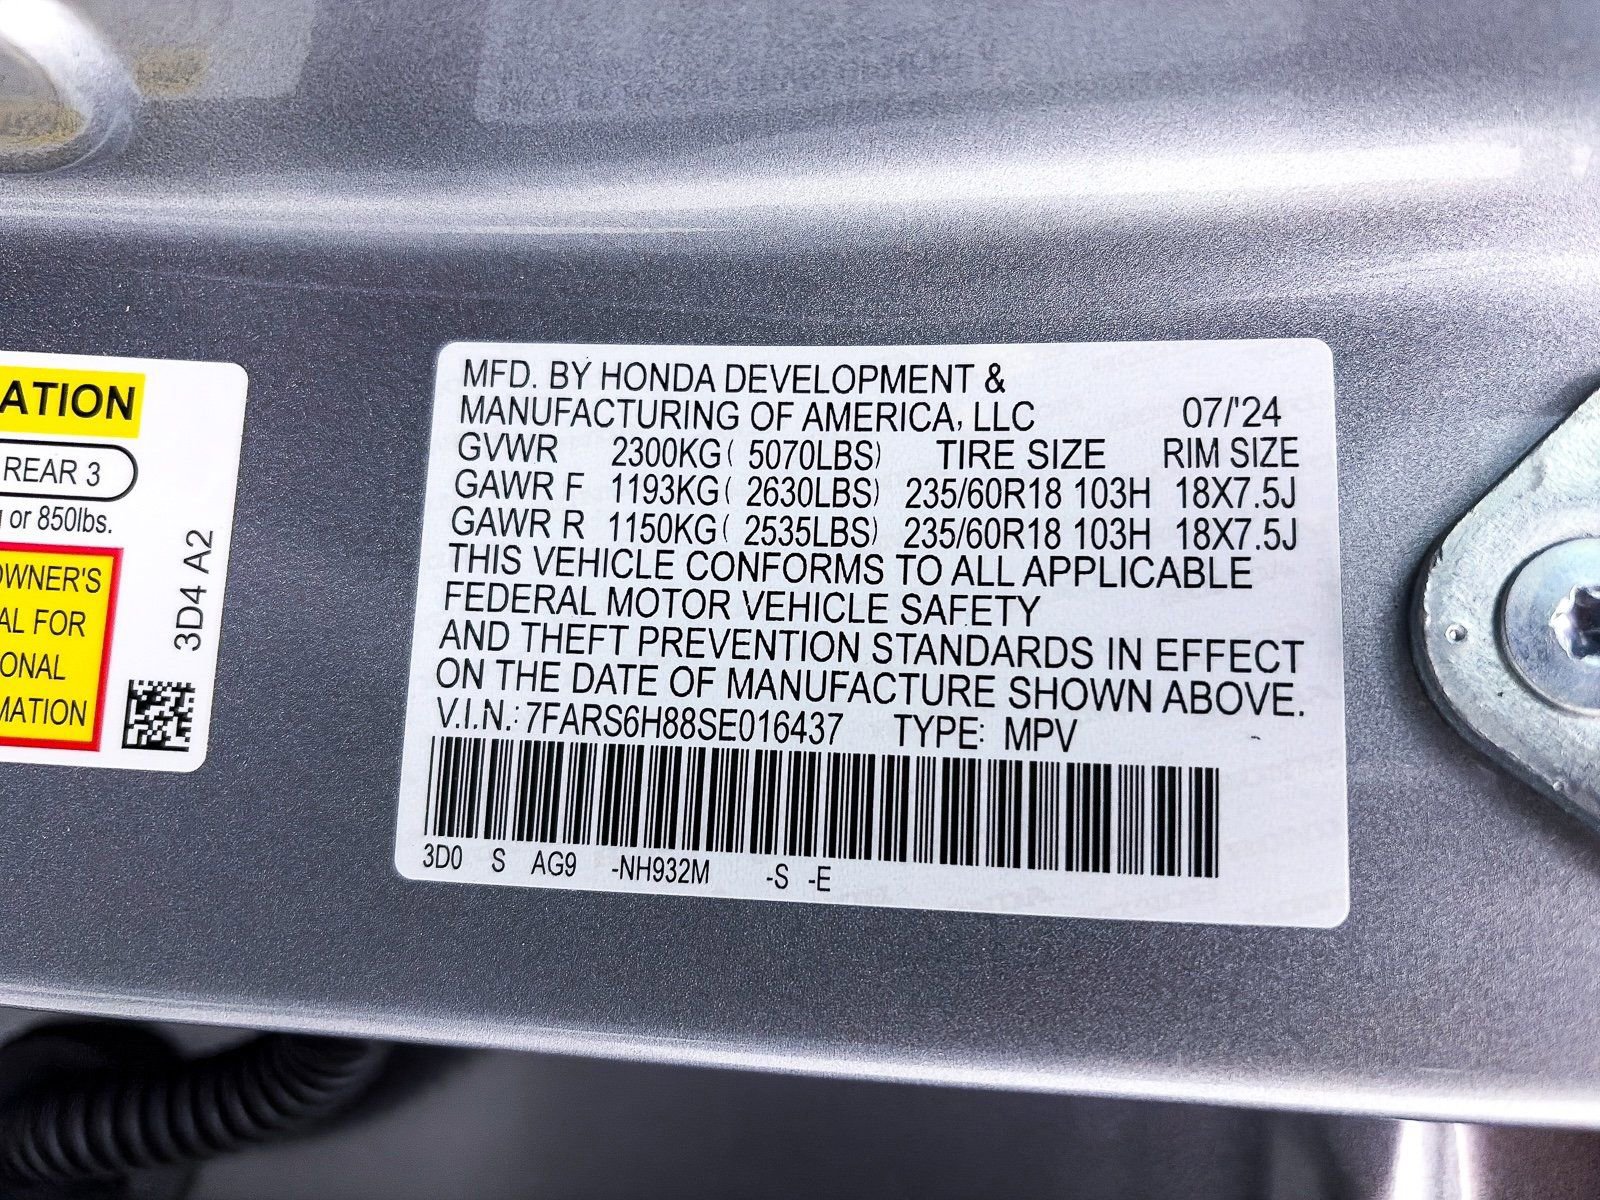 ATION
REAR 3
or 850lbs.
OWNER'S
AL FOR
ONAL
MATION
3D4 A2
MFD. BY HONDA DEVELOPMENT &
MANUFACTURING OF AMERICA, LLC 07/'24
GVWR 2300KG( 5070LBS) TIRE SIZE RIM SIZE
GAWR F 1193KG( 2630LBS) 235/60R18 103H 18X7.5J
GAWR R 1150KG( 2535LBS) 235/60R18 103H 18X7.5J
THIS VEHICLE CONFORMS TO ALL APPLICABLE
FEDERAL MOTOR VEHICLE SAFETY
AND THEFT PREVENTION STANDARDS IN EFFECT
ON THE DATE OF MANUFACTURE SHOWN ABOVE.
V.I.N.: 7FARS6H88SE016437 TYPE: MPV
3D0 S AG9 -NH932M -S -E